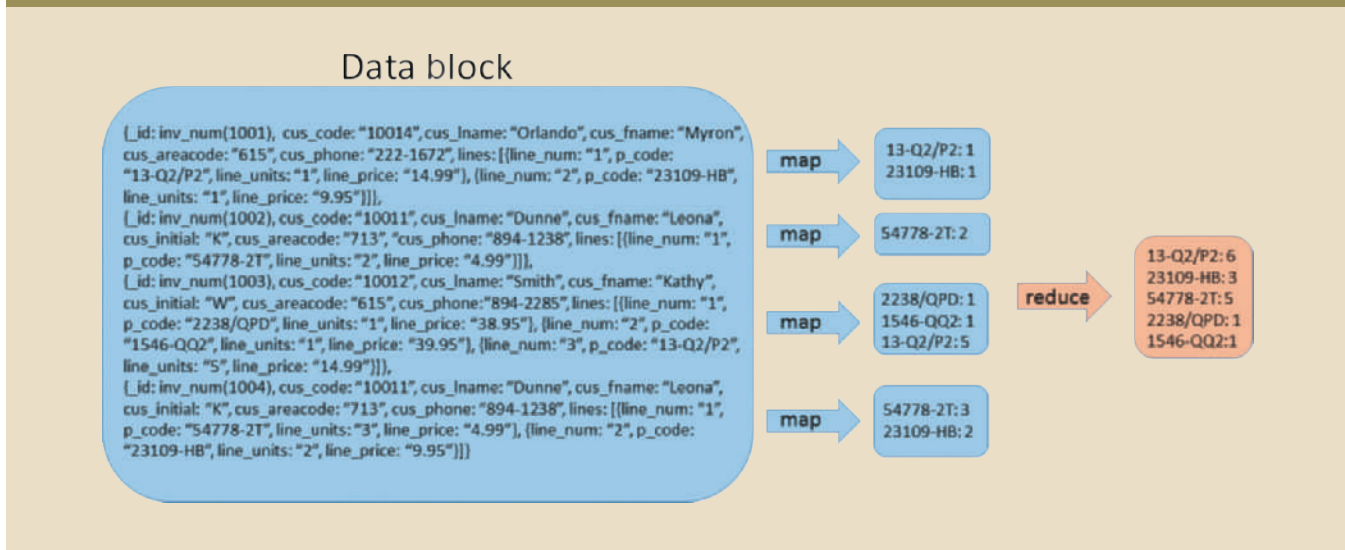 Data block
{_id: inv_num(1001), cus_code: “10014”, cus_lname: “Orlando”, cus_fname: “Myron”,
cus_areacode: “615”, cus_phone: “222-1672”, lines: [{line_num: “1”, p_code:
“13-Q2/P2”, line_units: “1”, line_price: “14.99”}, {line_num: “2”, p_code: “23109-HB”,
line_units: “1”, line_price: “9.95”}]},
{_id: inv_num(1002), cus_code: “10011”, cus_lname: “Dunne”, cus_fname: “Leona”,
cus_initial: “K”, cus_areacode: “713”, “cus_phone: “894-1238”, lines: [{line_num: “1”,
p_code: “54778-2T”, line_units: “2”, line_price: “4.99”}]},
{_id: inv_num(1003), cus_code: “10012”, cus_lname: “Smith”, cus_fname: “Kathy”,
cus_initial: “W”, cus_areacode: “615”, cus_phone:“894-2285”, lines: [{line_num: “1”,
p_code: “2238/QPD”, line_units: “1”, line_price: “38.95”}, {line_num: “2”, p_code:
“1546-QQ2”, line_units: “1”, line_price: “39.95”}, {line_num: “3”, p_code: “13-Q2/P2”,
line_units: “5”, line_price: “14.99”}]},
{_id: inv_num(1004), cus_code: “10011”, cus_lname: “Dunne”, cus_fname: “Leona”,
cus_initial: “K”, cus_areacode: “713”, cus_phone: “894-1238”, lines: [{line_num: “1”,
p_code: “54778-2T”, line_units: “3”, line_price: “4.99”}, {line_num: “2”, p_code:
“23109-HB”, line_units: “2”, line_price: “9.95”}]}
map
13-Q2/P2: 1
23109-HB: 1
map
54778-2T: 2
map
2238/QPD: 1
1546-QQ2: 1
13-Q2/P2: 5
map
54778-2T: 3
23109-HB: 2
reduce
13-Q2/P2: 6
23109-HB: 3
54778-2T: 5
2238/QPD: 1
1546-QQ2:1